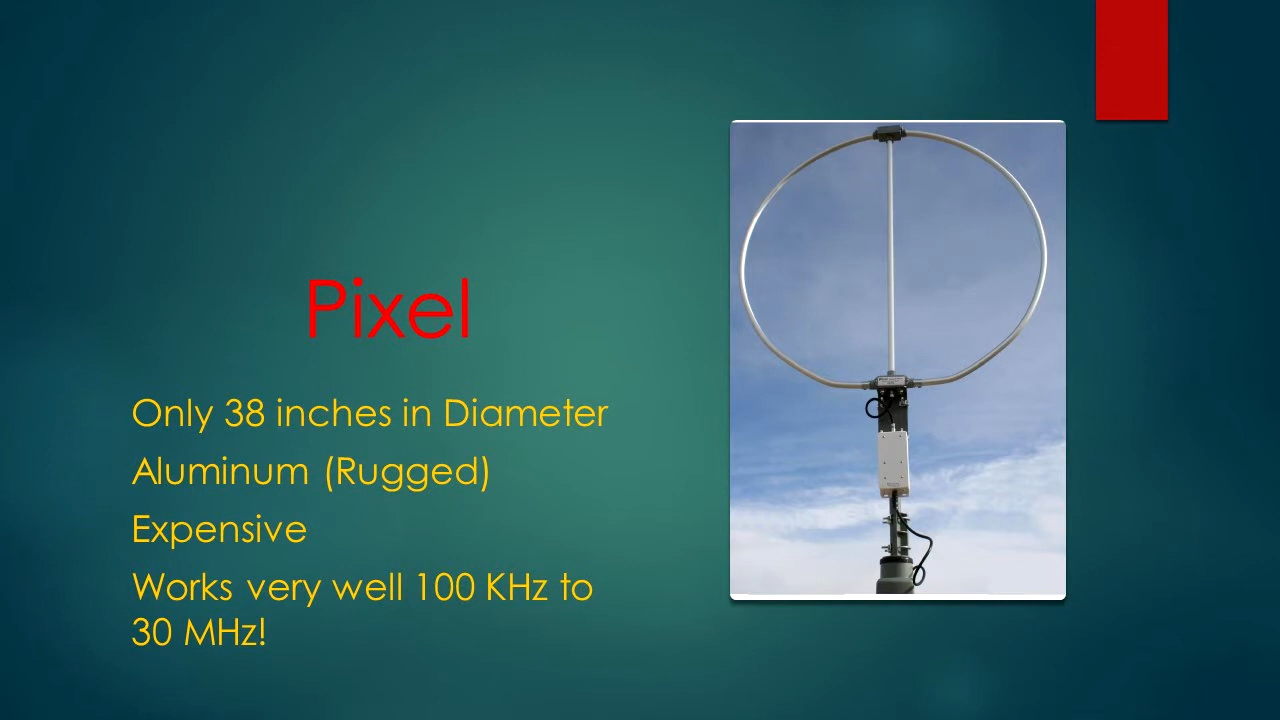 Pixel
Only 38 inches in Diameter
Aluminum (Rugged)
Expensive
Works very well 100 KHz to
30 MHz!